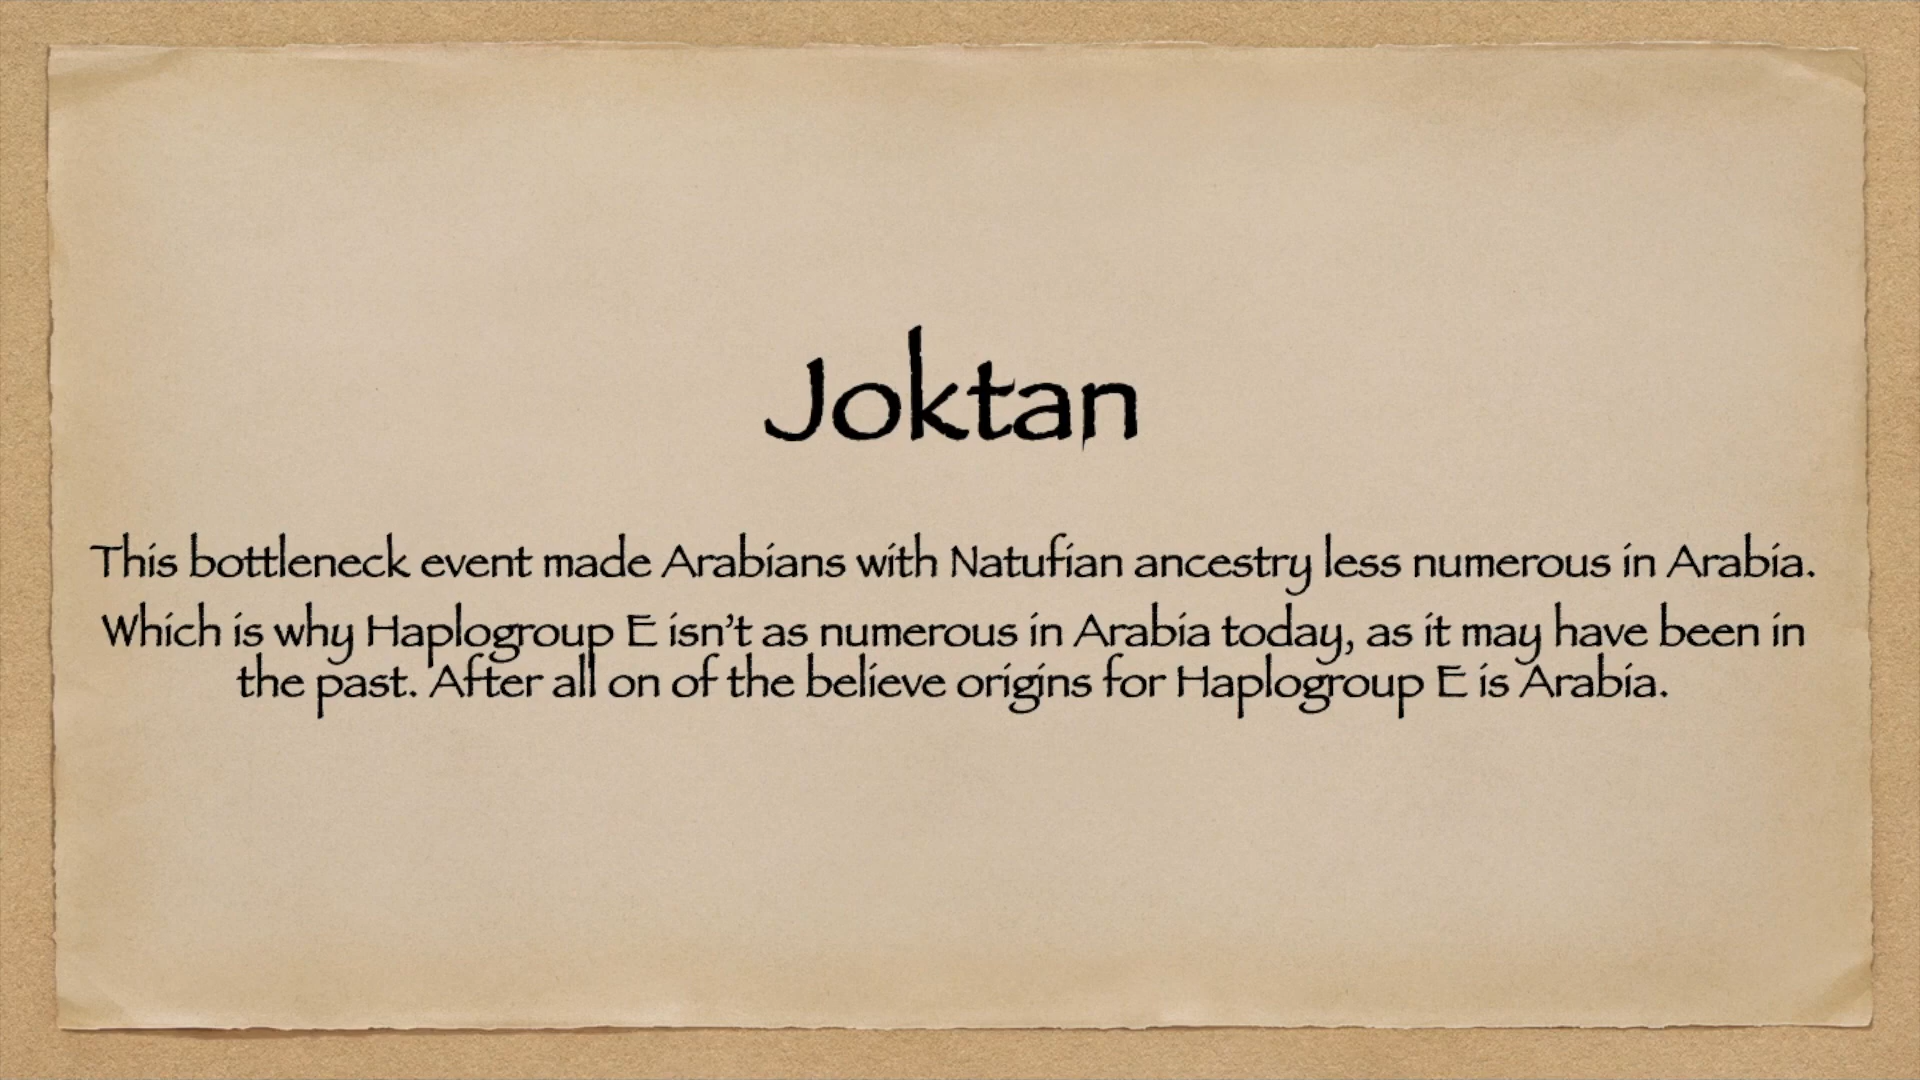 Joktan
This bottleneck event made Arabians with Natufian ancestry less numerous in Arabia.
Which is why Haplogroup E isn't as numerous in Arabia today, as it may have been in
the past. After all on of the believe origins for Haplogroup E is Arabia.